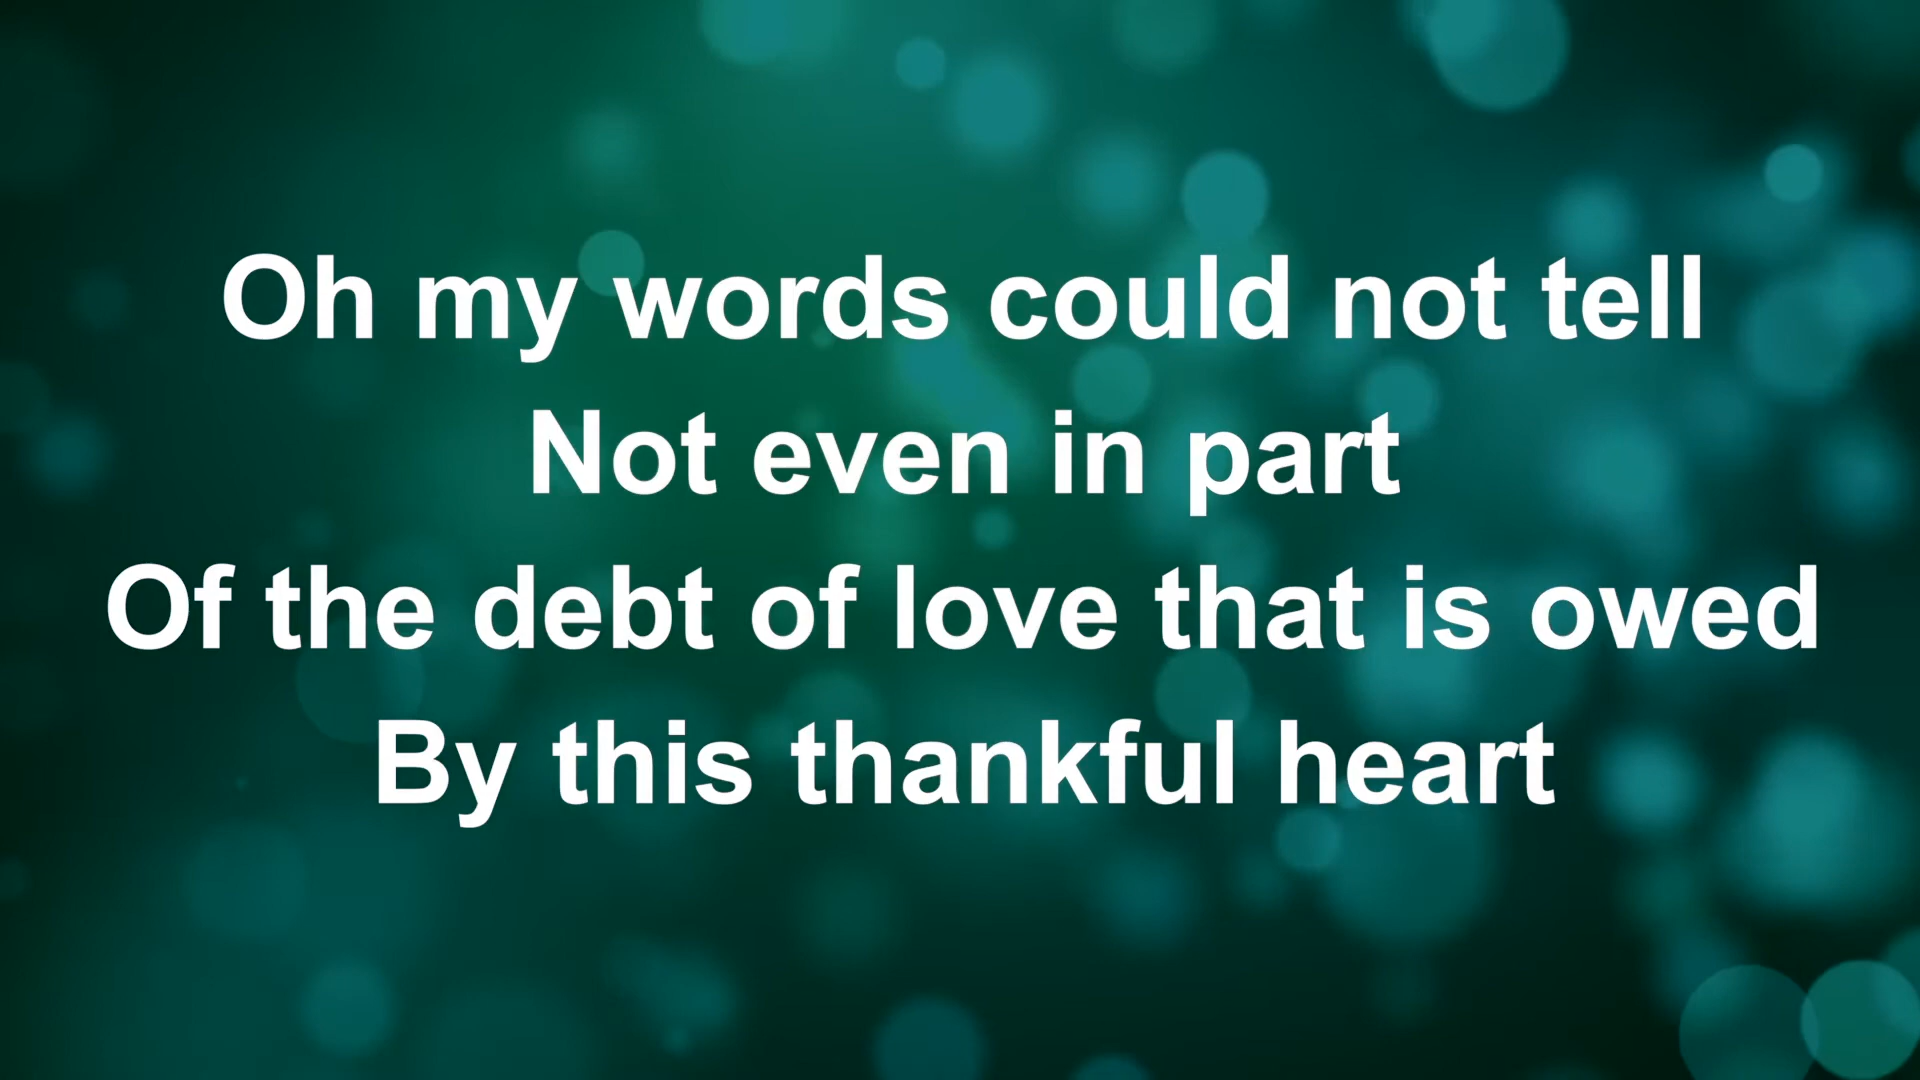 Oh my words could not tell
Not even in part
Of the debt of love that is owed
By this thankful heart